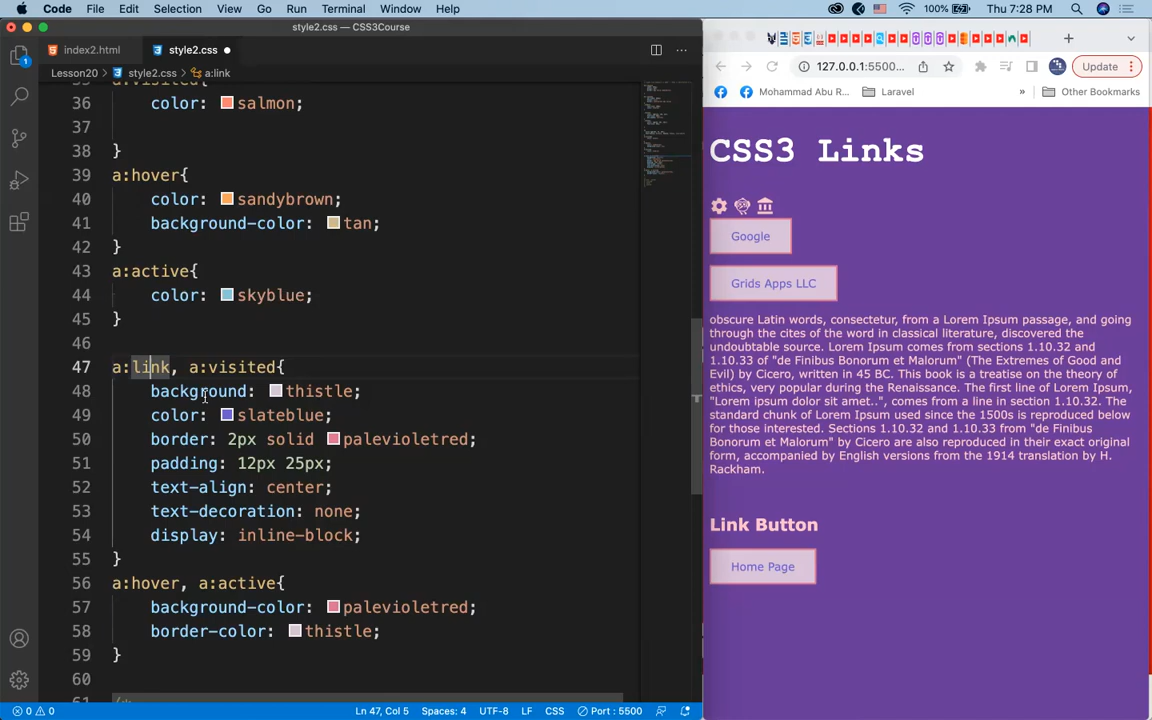 Code File Edit Selection View Go Run Terminal Window Help 100% Thu 7:28 PM
style2.css — CSS3Course
index2.html style2.css
Lesson20 > style2.css > a:link
35 a:visited{
36 color: salmon;
37
38 }
39 a:hover{
40 color: sandybrown;
41 background-color: tan;
42 }
43 a:active{
44 color: skyblue;
45 }
46
47 a:link, a:visited{
48 background: thistle;
49 color: slateblue;
50 border: 2px solid palevioletred;
51 padding: 12px 25px;
52 text-align: center;
53 text-decoration: none;
54 display: inline-block;
55 }
56 a:hover, a:active{
57 background-color: palevioletred;
58 border-color: thistle;
59 }
60
61 /*
0 0 Ln 47, Col 5 Spaces: 4 UTF-8 LF CSS Port : 5500
127.0.0.1:5500... Update
Mohammad Abu R... Laravel » Other Bookmarks
CSS3 Links
Google
Grids Apps LLC
obscure Latin words, consectetur, from a Lorem Ipsum passage, and going
through the cites of the word in classical literature, discovered the
undoubtable source. Lorem Ipsum comes from sections 1.10.32 and
1.10.33 of "de Finibus Bonorum et Malorum" (The Extremes of Good and
Evil) by Cicero, written in 45 BC. This book is a treatise on the theory of
ethics, very popular during the Renaissance. The first line of Lorem Ipsum,
"Lorem ipsum dolor sit amet..", comes from a line in section 1.10.32. The
standard chunk of Lorem Ipsum used since the 1500s is reproduced below
for those interested. Sections 1.10.32 and 1.10.33 from "de Finibus
Bonorum et Malorum" by Cicero are also reproduced in their exact original
form, accompanied by English versions from the 1914 translation by H.
Rackham.
Link Button
Home Page